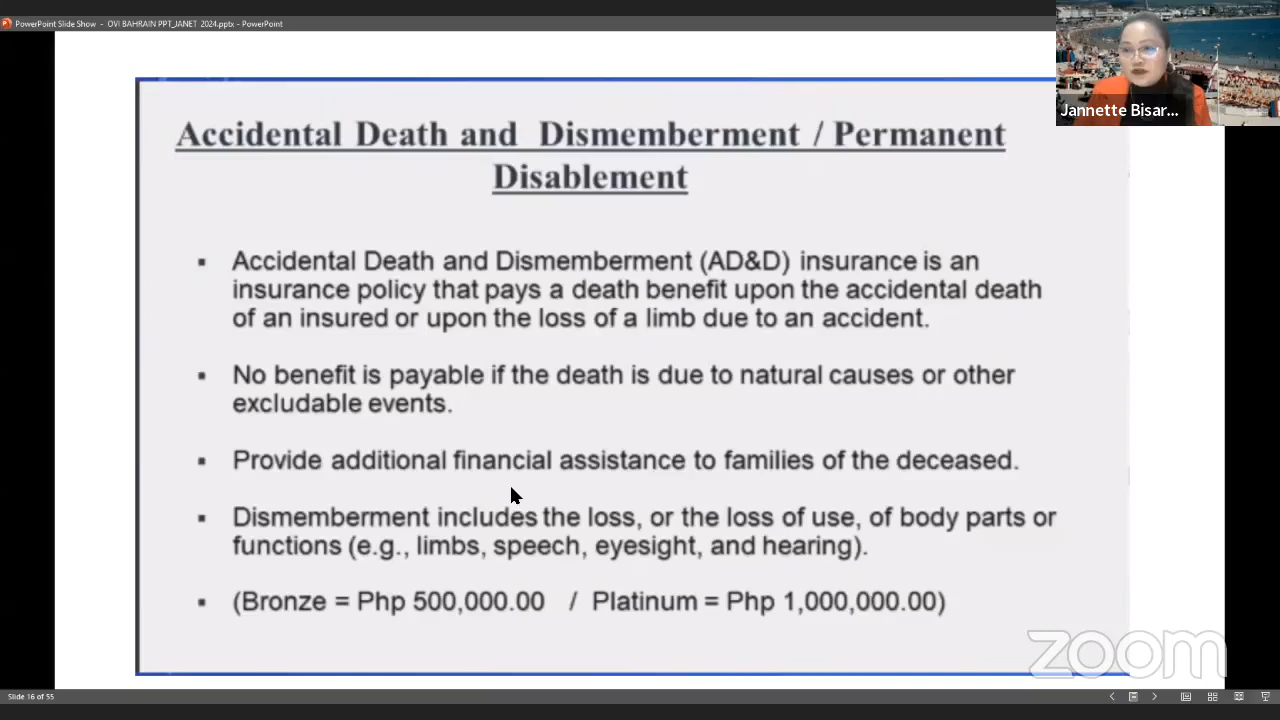 PowerPoint Slide Show - OVI BAHRAIN PPT_JANET 2024.pptx - PowerPoint
Jannette Bisar...
Accidental Death and Dismemberment / Permanent
Disablement
▪ Accidental Death and Dismemberment (AD&D) insurance is an
insurance policy that pays a death benefit upon the accidental death
of an insured or upon the loss of a limb due to an accident.
▪ No benefit is payable if the death is due to natural causes or other
excludable events.
▪ Provide additional financial assistance to families of the deceased.
▪ Dismemberment includes the loss, or the loss of use, of body parts or
functions (e.g., limbs, speech, eyesight, and hearing).
▪ (Bronze = Php 500,000.00 / Platinum = Php 1,000,000.00)
zoom
Slide 16 of 55